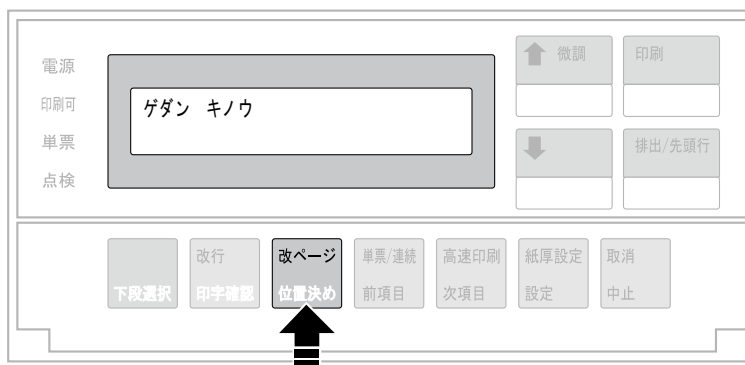 電源
印刷可
単票
点検
ゲダン キノウ
微調
印刷
排出/先頭行
下段選択
改行
印字確認
改ページ
位置決め
単票/連続
前項目
高速印刷
次項目
紙厚設定
設定
取消
中止